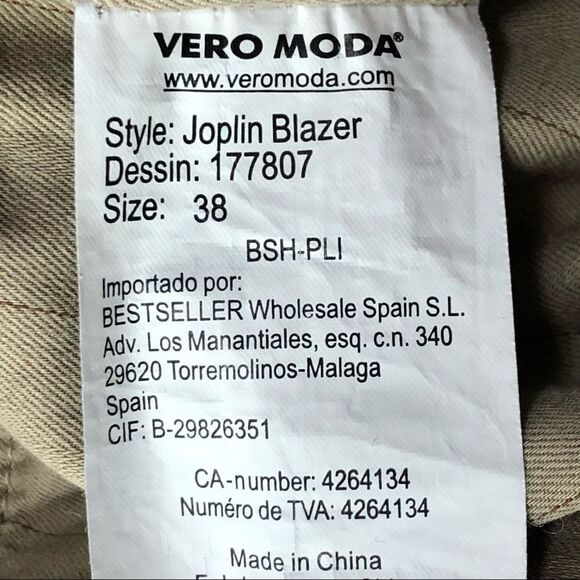 VERO MODA®
www.veromoda.com
Style: Joplin Blazer
Dessin: 177807
Size: 38
BSH-PLI
Importado por:
BESTSELLER Wholesale Spain S.L.
Adv. Los Manantiales, esq. c.n. 340
29620 Torremolinos-Malaga
Spain
CIF: B-29826351
CA-number: 4264134
Numéro de TVA: 4264134
Made in China